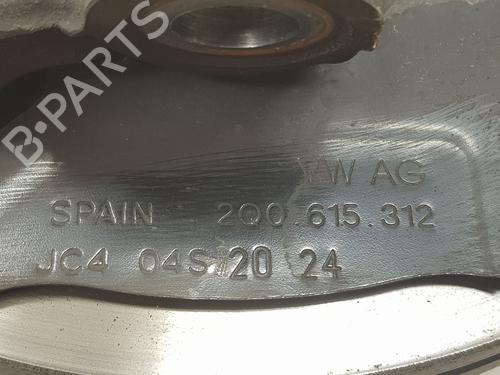 B-PARTS
VW AG
SPAIN 2Q0.615.312
JC4 04S 20 24